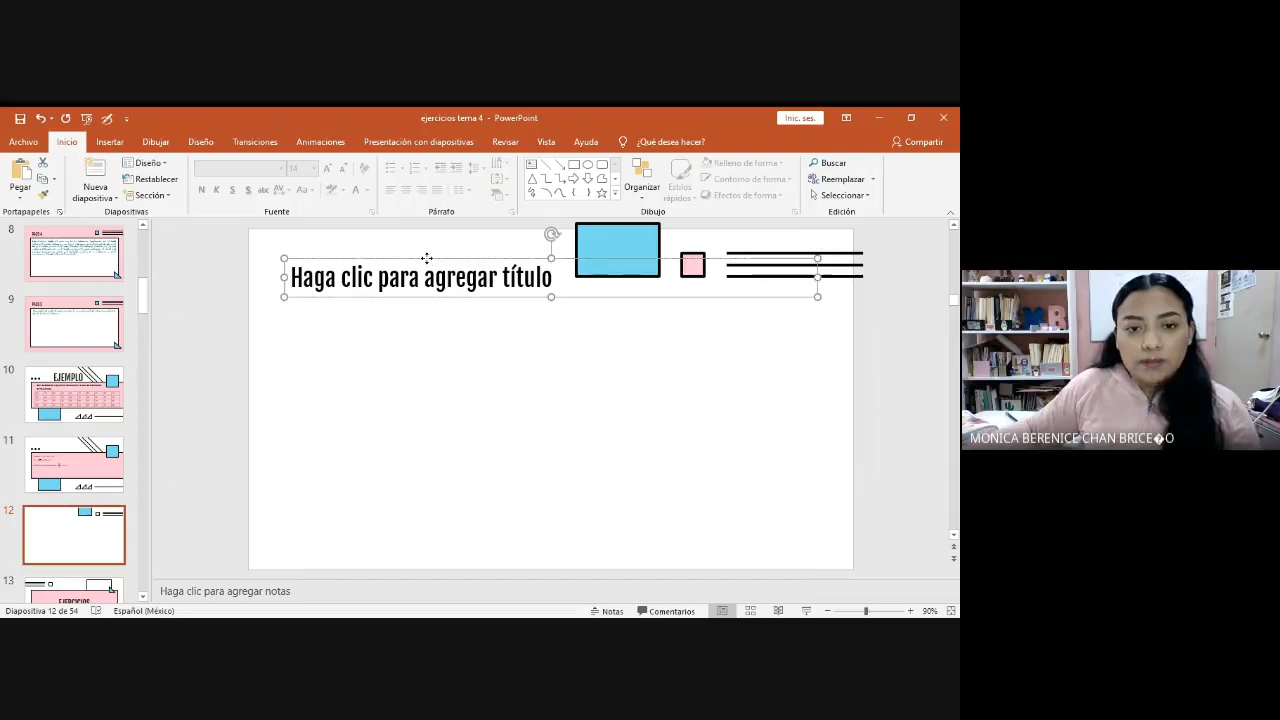 ejercicios tema 4 - PowerPoint
Inic. ses.
Archivo Inicio Insertar Dibujar Diseño Transiciones Animaciones Presentación con diapositivas Revisar Vista Ayuda ¿Qué desea hacer? Compartir
Pegar
Portapapeles
Nueva diapositiva
Diseño
Restablecer
Sección
Diapositivas
14
N K S S abc AV Aa A
Fuente
Párrafo
Organizar
Estilos rápidos
Relleno de forma
Contorno de forma
Efectos de forma
Dibujo
Buscar
Reemplazar
Seleccionar
Edición
8
9
10
EJEMPLO
11
12
13
EJERCICIOS
Haga clic para agregar título
Haga clic para agregar notas
Diapositiva 12 de 54 Español (México) Notas Comentarios 90%
MONICA BERENICE CHAN BRICE�O